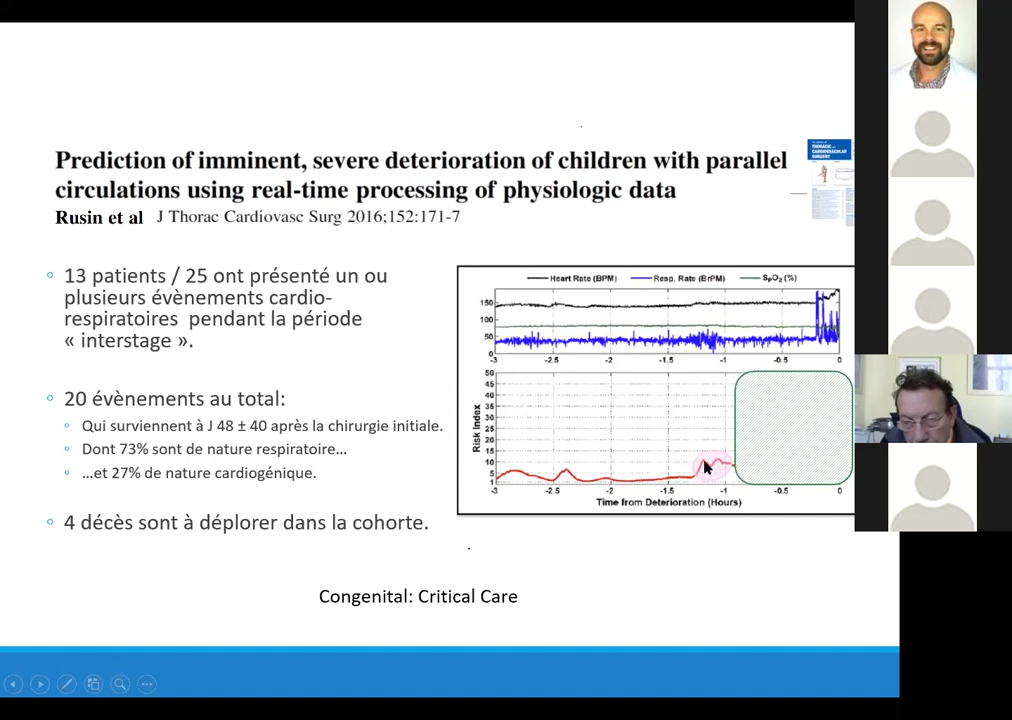 Prediction of imminent, severe deterioration of children with parallel
circulations using real-time processing of physiologic data
Rusin et al J Thorac Cardiovasc Surg 2016;152:171-7
THORACIC AND
CARDIOVASCULAR
SURGERY
13 patients / 25 ont présenté un ou
plusieurs évènements cardio-
respiratoires pendant la période
« interstage ».
20 évènements au total:
Qui surviennent à J 48 ± 40 après la chirurgie initiale.
Dont 73% sont de nature respiratoire…
…et 27% de nature cardiogénique.
4 décès sont à déplorer dans la cohorte.
Heart Rate (BPM) Resp. Rate (BrPM) SpO2 (%)
150
100
50
0
-3 -2.5 -2 -1.5 -1 -0.5 0
Risk Index
50
45
40
35
30
25
20
15
10
5
1
-3 -2.5 -2 -1.5 -1 -0.5 0
Time from Deterioration (Hours)
Congenital: Critical Care